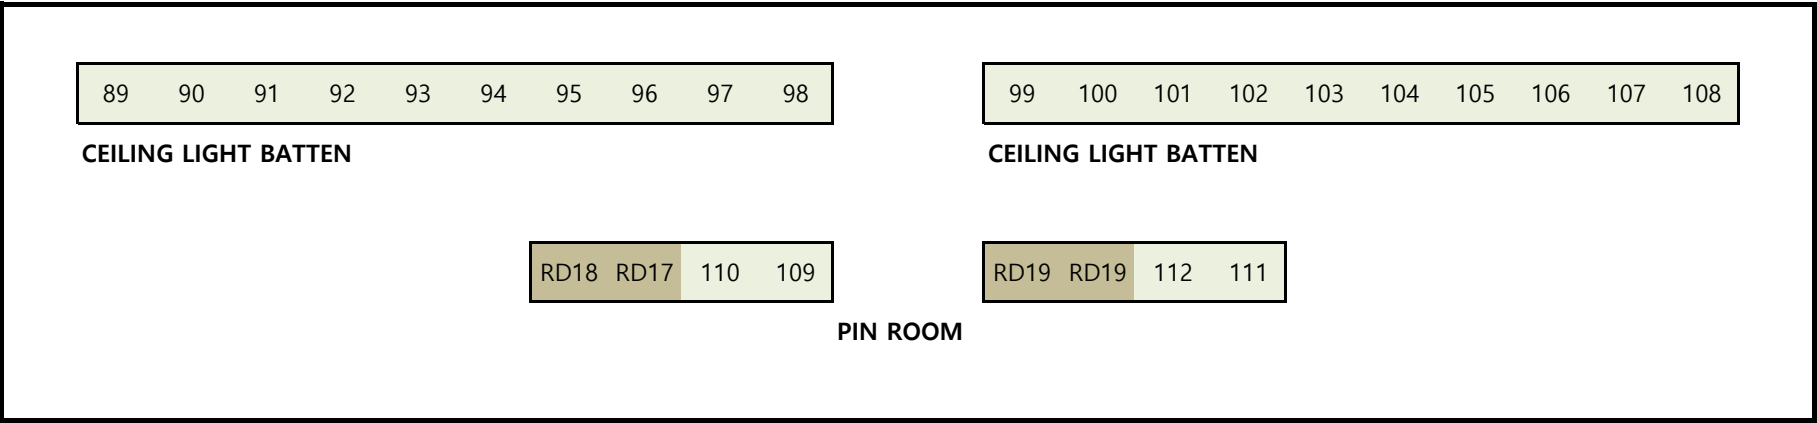 89 90 91 92 93 94 95 96 97 98
99 100 101 102 103 104 105 106 107 108
CEILING LIGHT BATTEN
CEILING LIGHT BATTEN
RD18 RD17 110 109
RD19 RD19 112 111
PIN ROOM